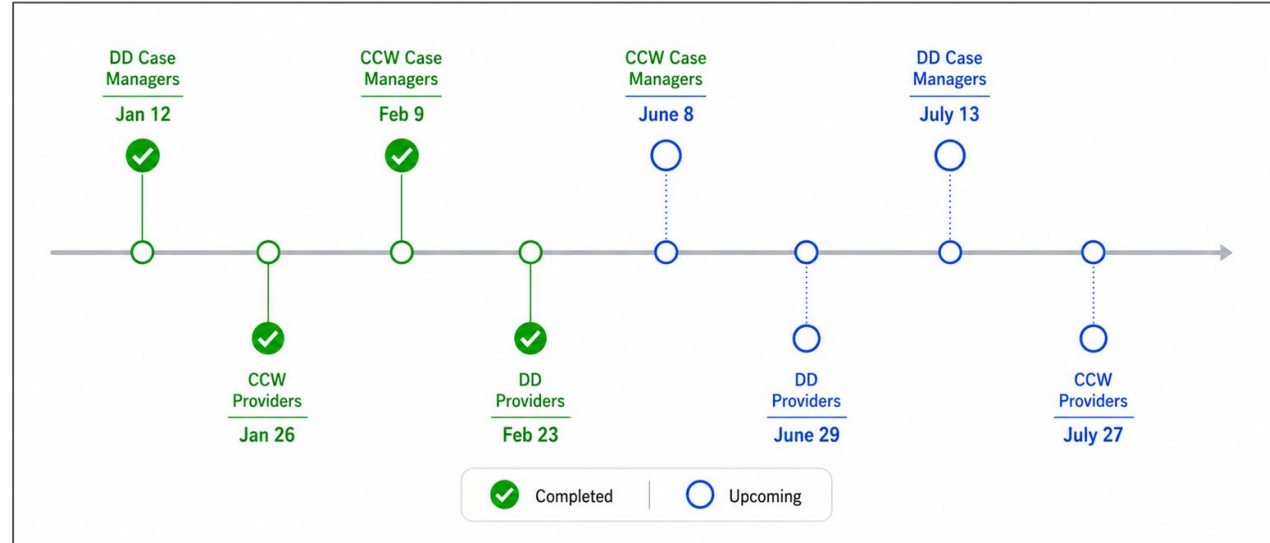 DD Case
Managers
Jan 12
CCW Case
Managers
Feb 9
CCW Case
Managers
June 8
DD Case
Managers
July 13
CCW
Providers
Jan 26
DD
Providers
Feb 23
DD
Providers
June 29
CCW
Providers
July 27
Completed
Upcoming